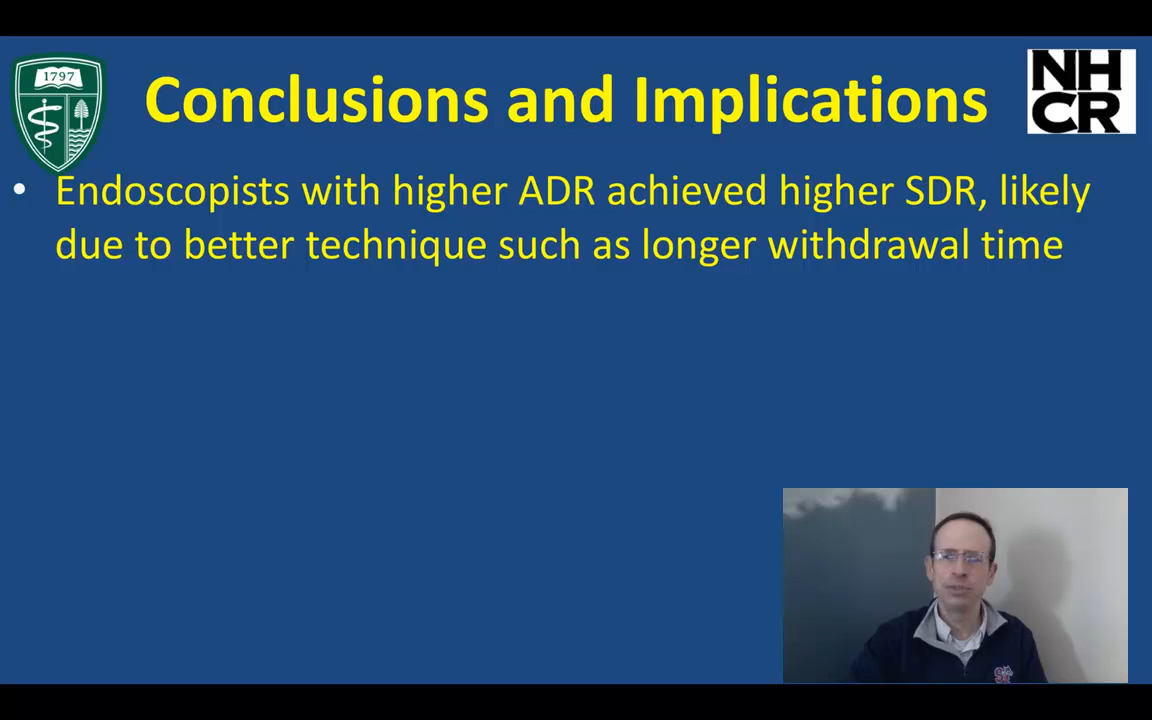 1797
Conclusions and Implications
NH
CR
• Endoscopists with higher ADR achieved higher SDR, likely
due to better technique such as longer withdrawal time